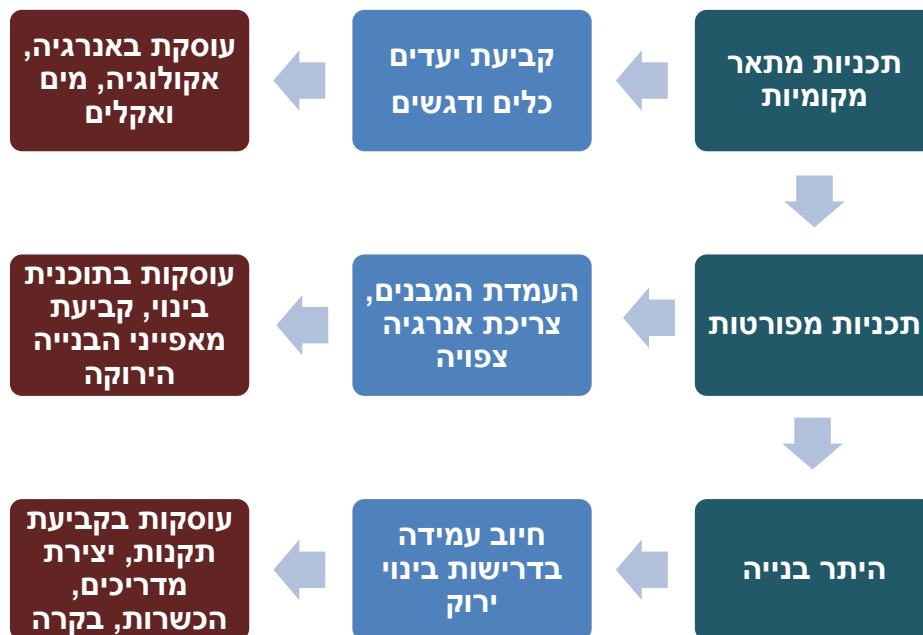 תכניות מתאר
מקומיות
קביעת יעדים
כלים ודגשים
עוסקת באנרגיה,
אקולוגיה, מים
ואקלים
תכניות מפורטות
העמדת המבנים,
צריכת אנרגיה
צפויה
עוסקות בתוכנית
בינוי, קביעת
מאפייני הבנייה
הירוקה
היתר בנייה
חיוב עמידה
בדרישות בינוי
ירוק
עוסקות בקביעת
תקנות, יצירת
מדריכים,
הכשרות, בקרה